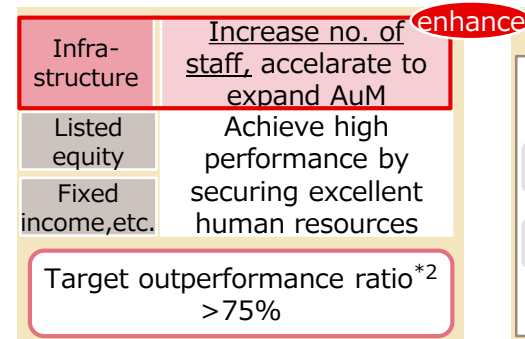 enhance
Infra-
structure
Increase no. of
staff, accelarate to
expand AuM
Listed
equity
Fixed
income,etc.
Achieve high
performance by
securing excellent
human resources
Target outperformance ratio*2
>75%